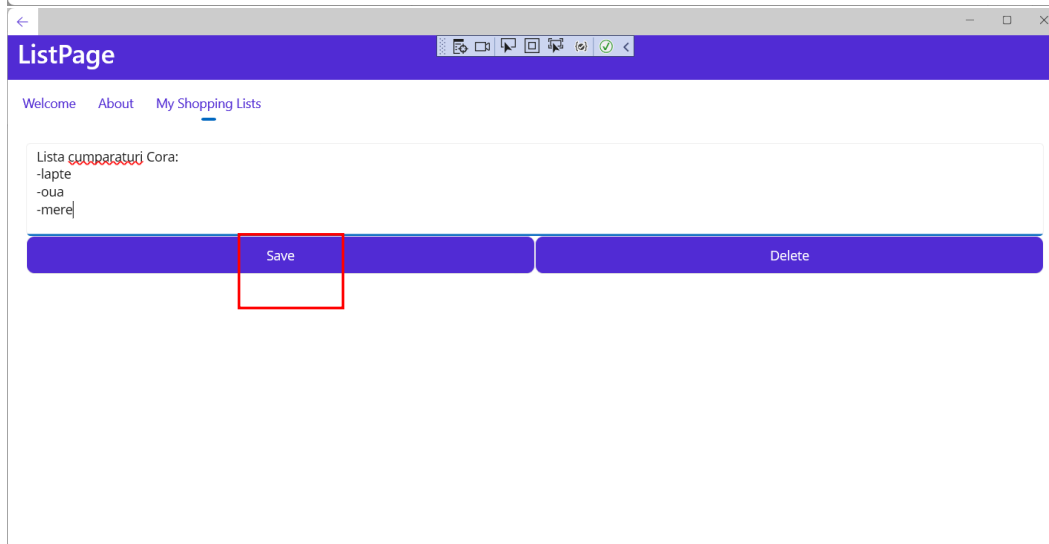 ListPage
Welcome About My Shopping Lists
Lista cumparaturi Cora:
-lapte
-oua
-mere
Save Delete